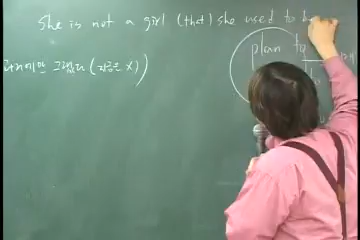 She is not a girl (that) she used to be
plan to
과거에만 그랬다 (지금은 X)